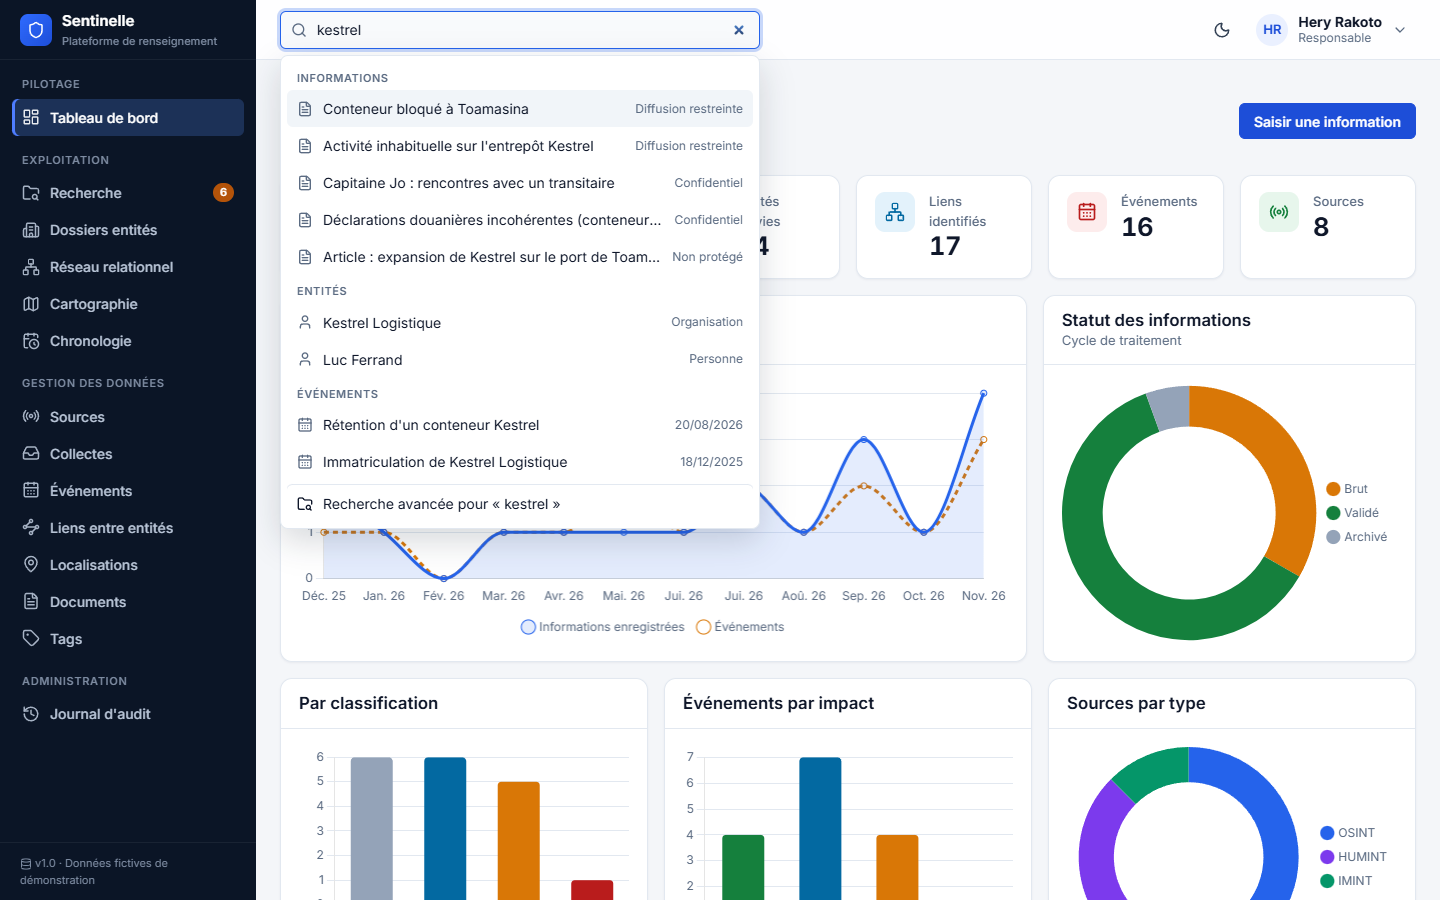 Sentinelle
Plateforme de renseignement
PILOTAGE
Tableau de bord
EXPLOITATION
Recherche
6
Dossiers entités
Réseau relationnel
Cartographie
Chronologie
GESTION DES DONNÉES
Sources
Collectes
Événements
Liens entre entités
Localisations
Documents
Tags
ADMINISTRATION
Journal d'audit
v1.0 · Données fictives de
démonstration
kestrel
HR
Hery Rakoto
Responsable
INFORMATIONS
Conteneur bloqué à Toamasina Diffusion restreinte
Activité inhabituelle sur l'entrepôt Kestrel Diffusion restreinte
Capitaine Jo : rencontres avec un transitaire Confidentiel
Déclarations douanières incohérentes (conteneur... Confidentiel
Article : expansion de Kestrel sur le port de Toam... Non protégé
ENTITÉS
Kestrel Logistique Organisation
Luc Ferrand Personne
ÉVÉNEMENTS
Rétention d'un conteneur Kestrel 20/08/2026
Immatriculation de Kestrel Logistique 18/12/2025
Recherche avancée pour « kestrel »
Saisir une information
Liens
identifiés
17
Événements
16
Sources
8
1
0
Déc. 25 Jan. 26 Fév. 26 Mar. 26 Avr. 26 Mai. 26 Jui. 26 Jui. 26 Aoû. 26 Sep. 26 Oct. 26 Nov. 26
Informations enregistrées Événements
Statut des informations
Cycle de traitement
Brut
Validé
Archivé
Par classification
6
5
4
3
2
1
Événements par impact
7
6
5
4
3
2
Sources par type
OSINT
HUMINT
IMINT